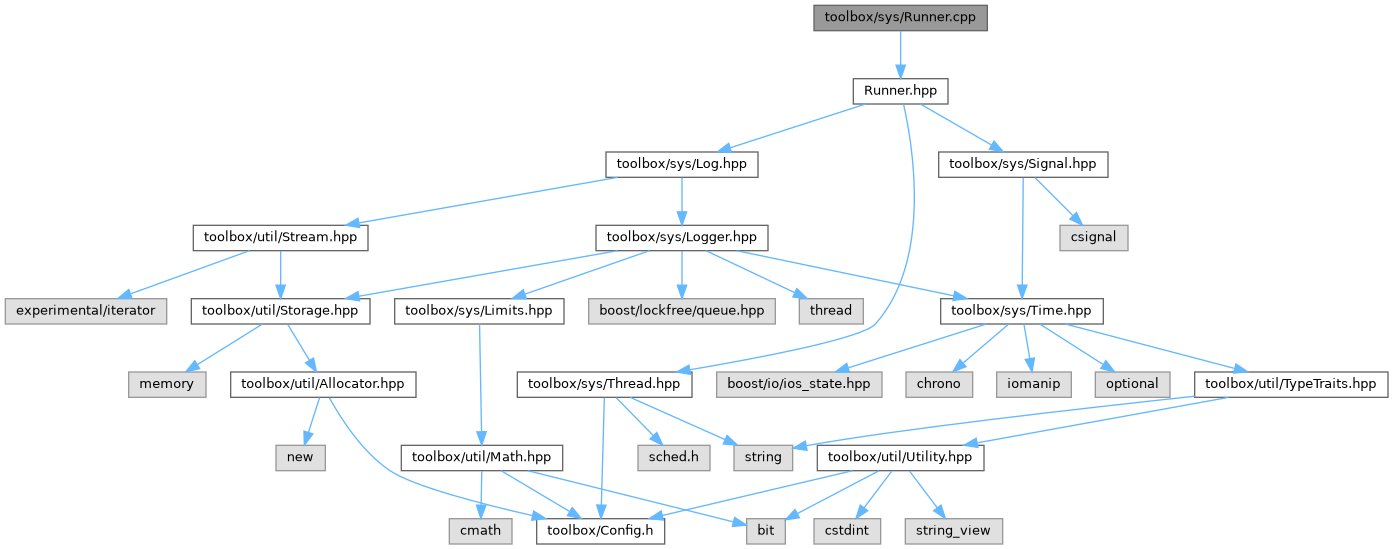 toolbox/sys/Runner.cpp
Runner.hpp
toolbox/sys/Log.hpp
toolbox/sys/Signal.hpp
toolbox/util/Stream.hpp
toolbox/sys/Logger.hpp
csignal
experimental/iterator
toolbox/util/Storage.hpp
toolbox/sys/Limits.hpp
boost/lockfree/queue.hpp
thread
toolbox/sys/Time.hpp
memory
toolbox/util/Allocator.hpp
toolbox/sys/Thread.hpp
boost/io/ios_state.hpp
chrono
iomanip
optional
toolbox/util/TypeTraits.hpp
new
toolbox/util/Math.hpp
sched.h
string
toolbox/util/Utility.hpp
cmath
toolbox/Config.h
bit
cstdint
string_view